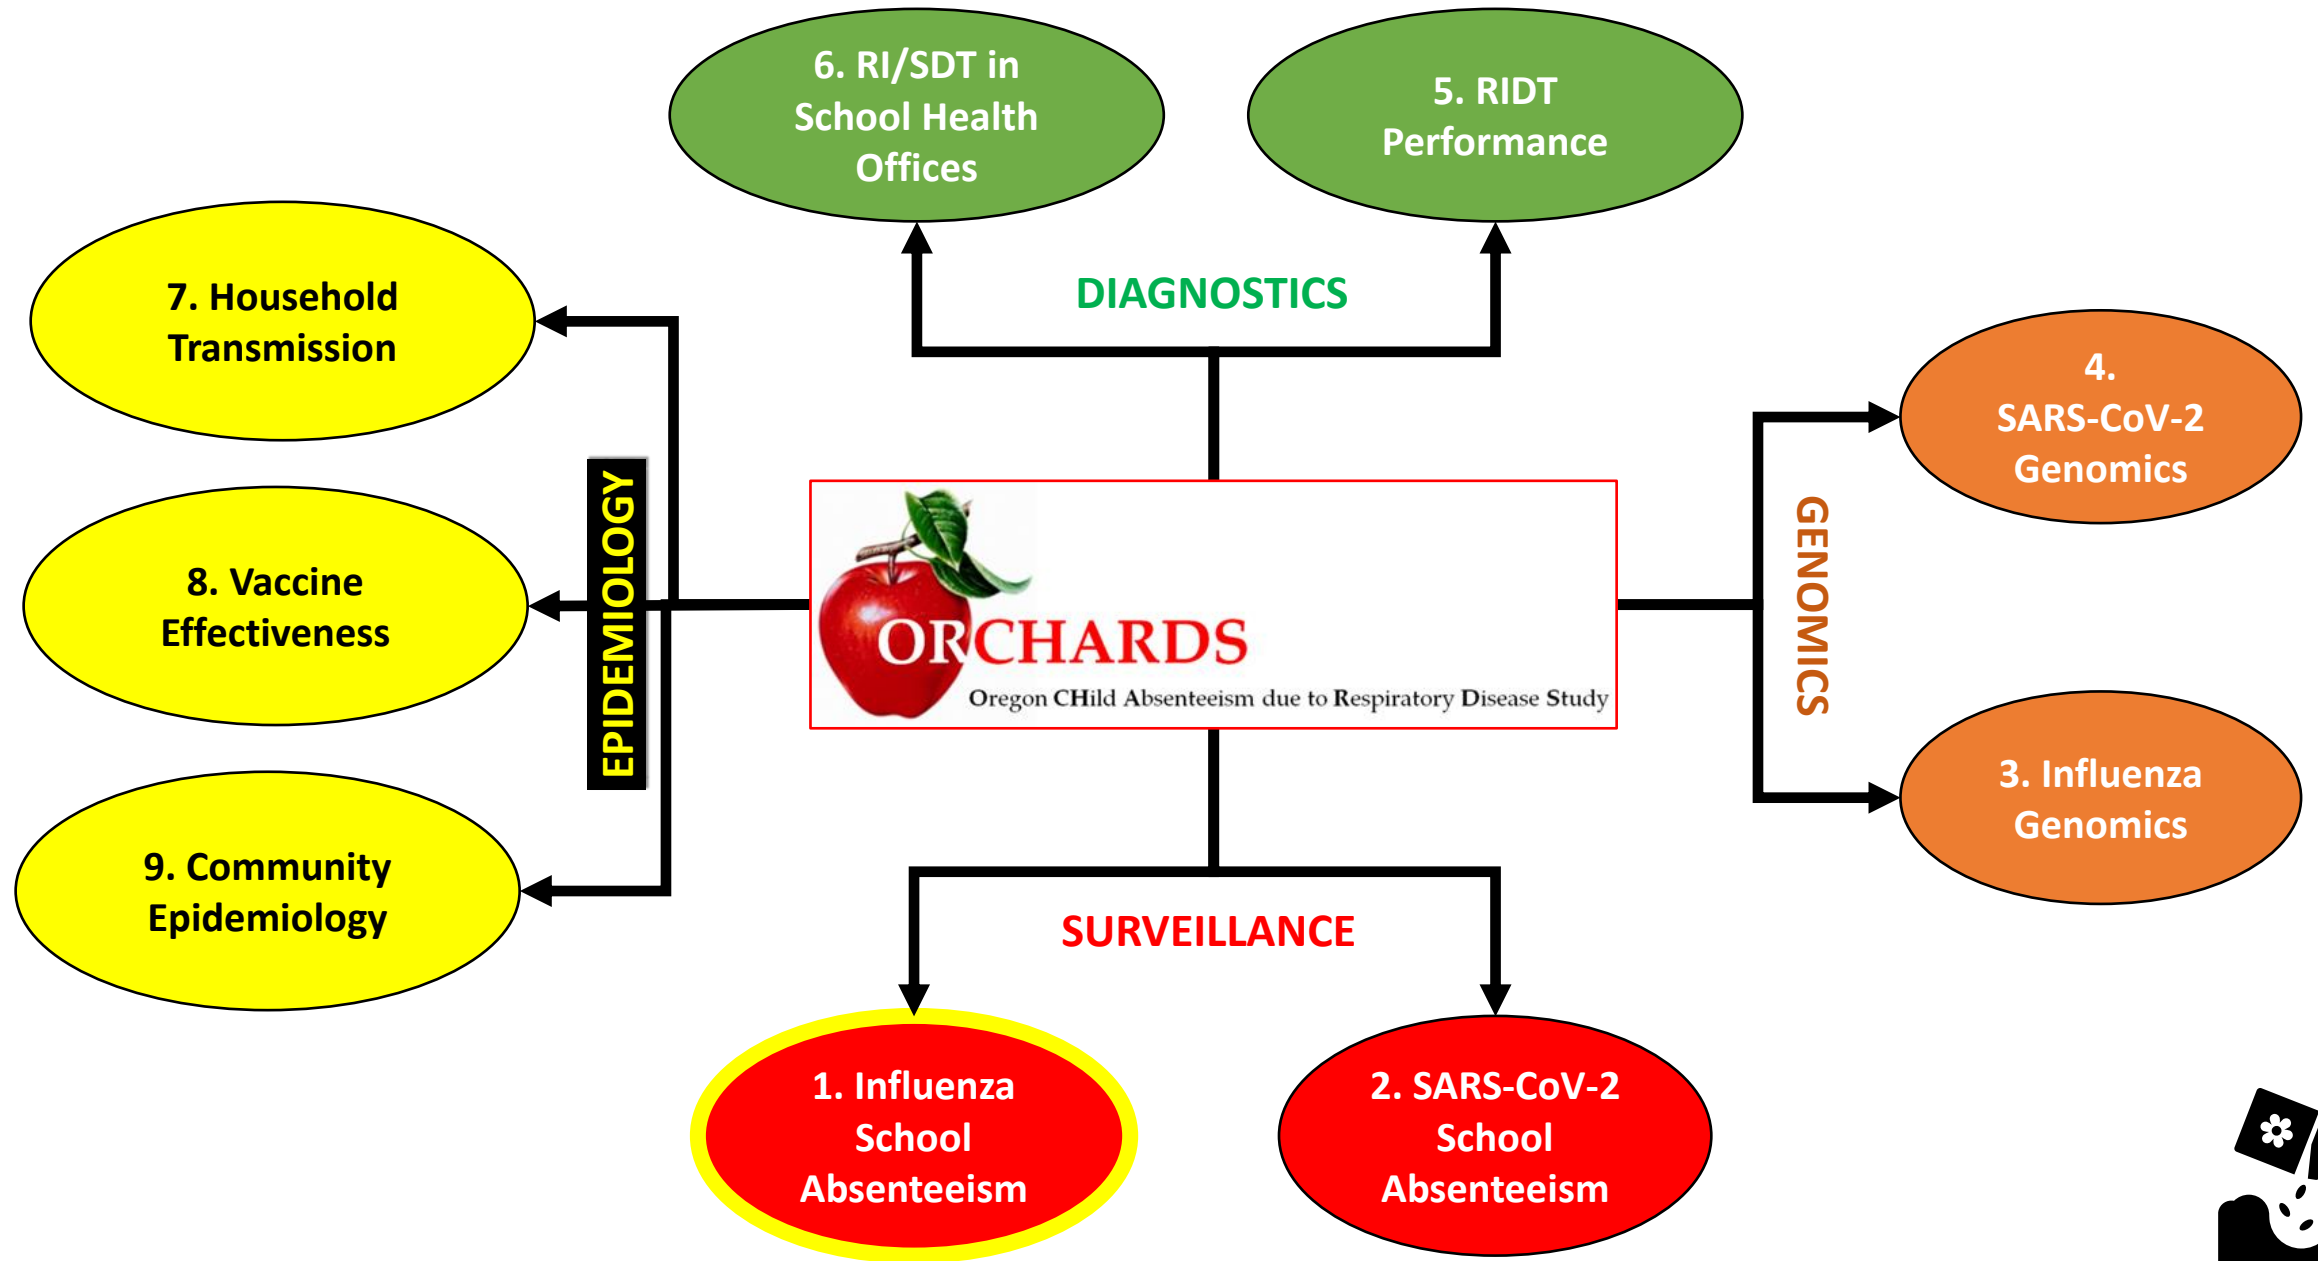 6. RI/SDT in
School Health
Offices
5. RIDT
Performance
7. Household
Transmission
DIAGNOSTICS
4.
SARS-CoV-2
Genomics
EPIDEMIOLOGY
GENOMICS
8. Vaccine
Effectiveness
ORCHARDS
Oregon CHild Absenteeism due to Respiratory Disease Study
3. Influenza
Genomics
9. Community
Epidemiology
SURVEILLANCE
1. Influenza
School
Absenteeism
2. SARS-CoV-2
School
Absenteeism